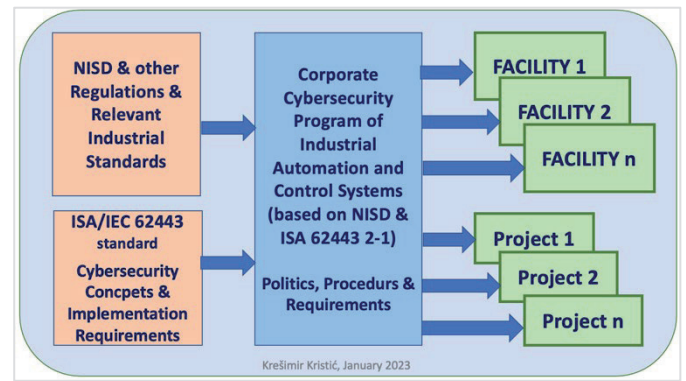 NISD & other
Regulations &
Relevant
Industrial
Standards
ISA/IEC 62443
standard
Cybersecurity
Concpets &
Implementation
Requirements
Corporate
Cybersecurity
Program of
Industrial
Automation and
Control Systems
(based on NISD &
ISA 62443 2-1)
Politics, Procedurs &
Requirements
FACILITY 1
FACILITY 2
FACILITY n
Project 1
Project 2
Project n
Krešimir Kristić, January 2023